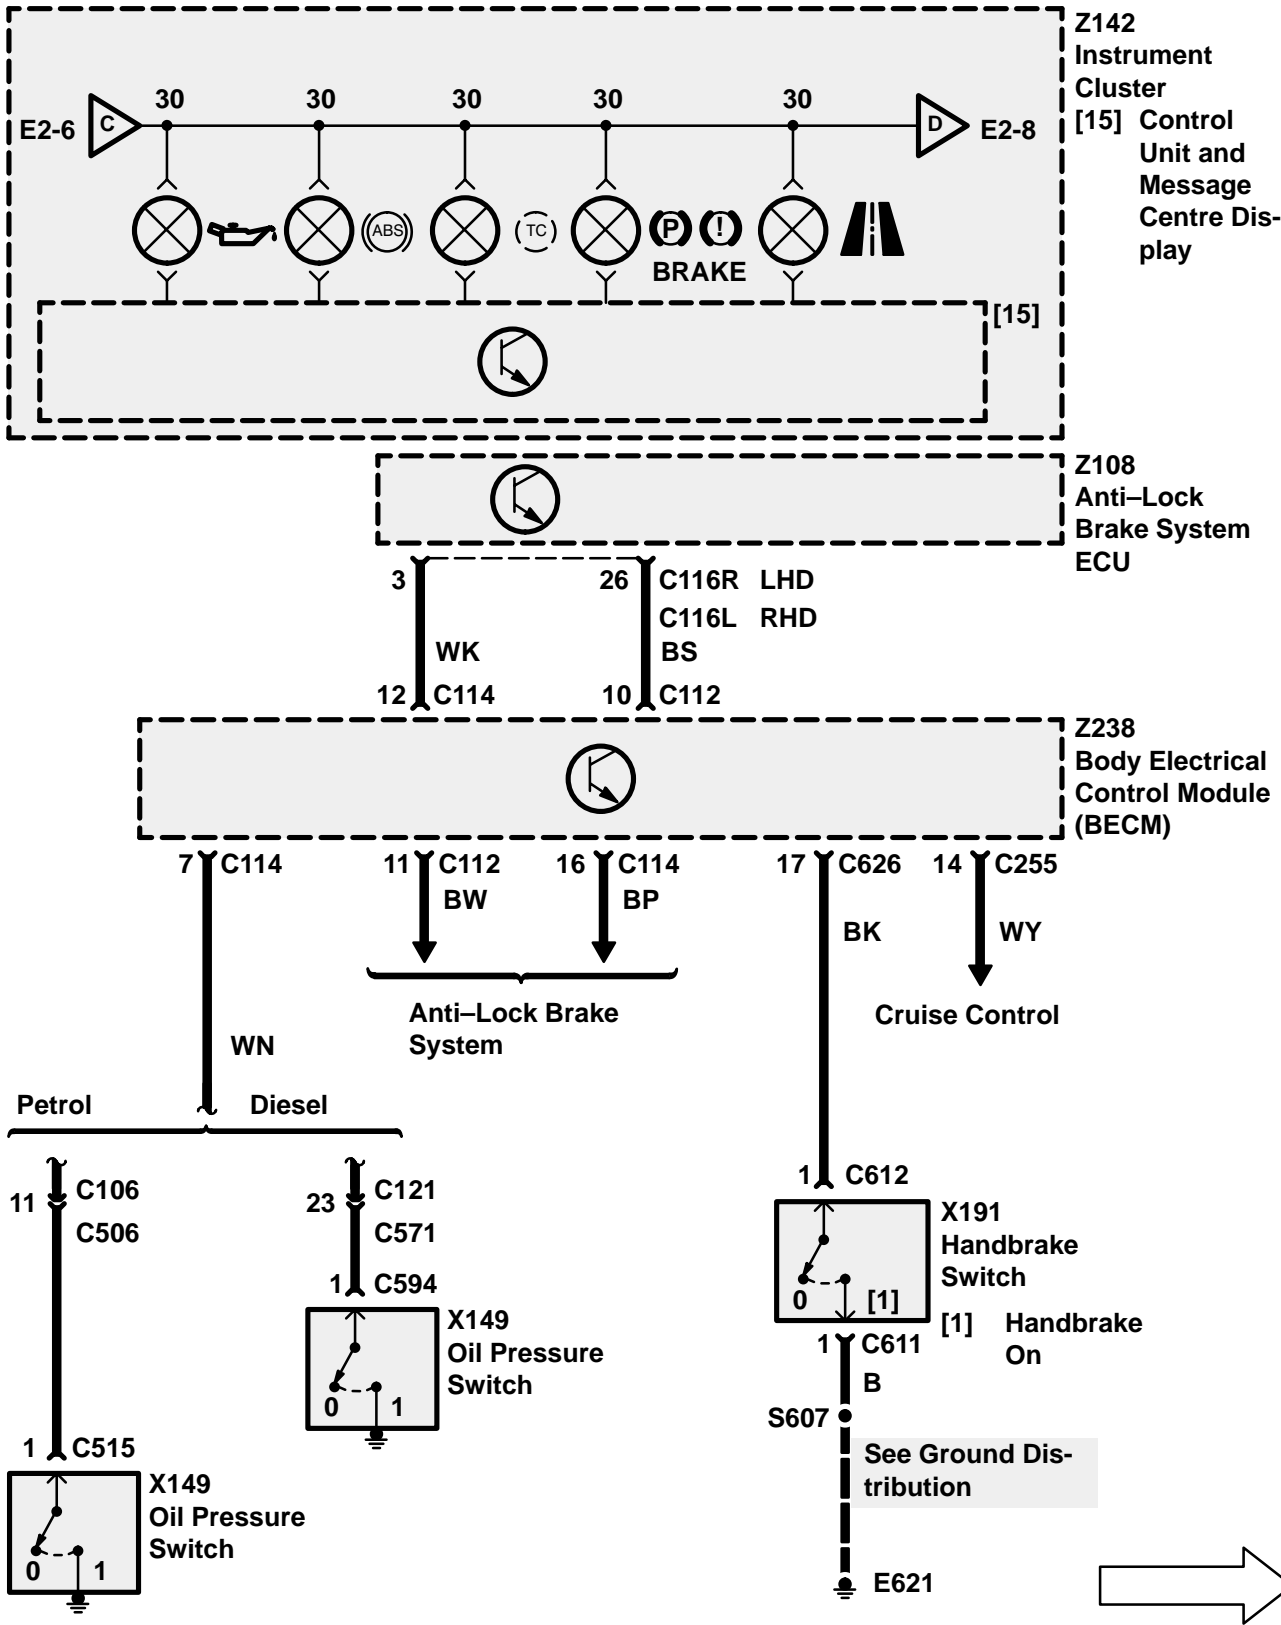 Z142
Instrument
Cluster
[15] Control
Unit and
Message
Centre Dis-
play
30 30 30 30 30
E2-6 C D E2-8
ABS TC P !
BRAKE
[15]
Z108
Anti–Lock
Brake System
ECU
3 26 C116R LHD
C116L RHD
WK BS
12 C114 10 C112
Z238
Body Electrical
Control Module
(BECM)
7 C114 11 C112 16 C114 17 C626 14 C255
BW BP
BK WY
Anti–Lock Brake
System
Cruise Control
WN
Petrol Diesel
11 C106
C506
23 C121
C571
1 C594
X149
Oil Pressure
Switch
0 1
1 C515
X149
Oil Pressure
Switch
0 1
1 C612
X191
Handbrake
Switch
0 [1]
[1] Handbrake
On
1 C611
B
S607
See Ground Dis-
tribution
E621